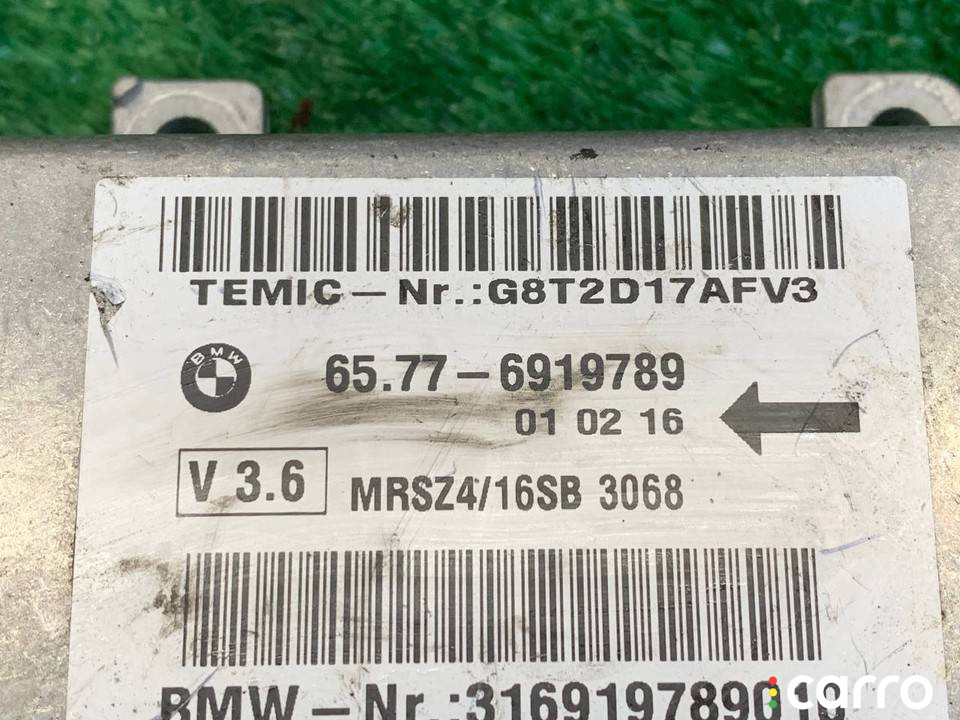 TEMIC-Nr.:G8T2D17AFV3
BMW
65.77-6919789
01 02 16
V 3.6
MRSZ4/16SB 3068
carro